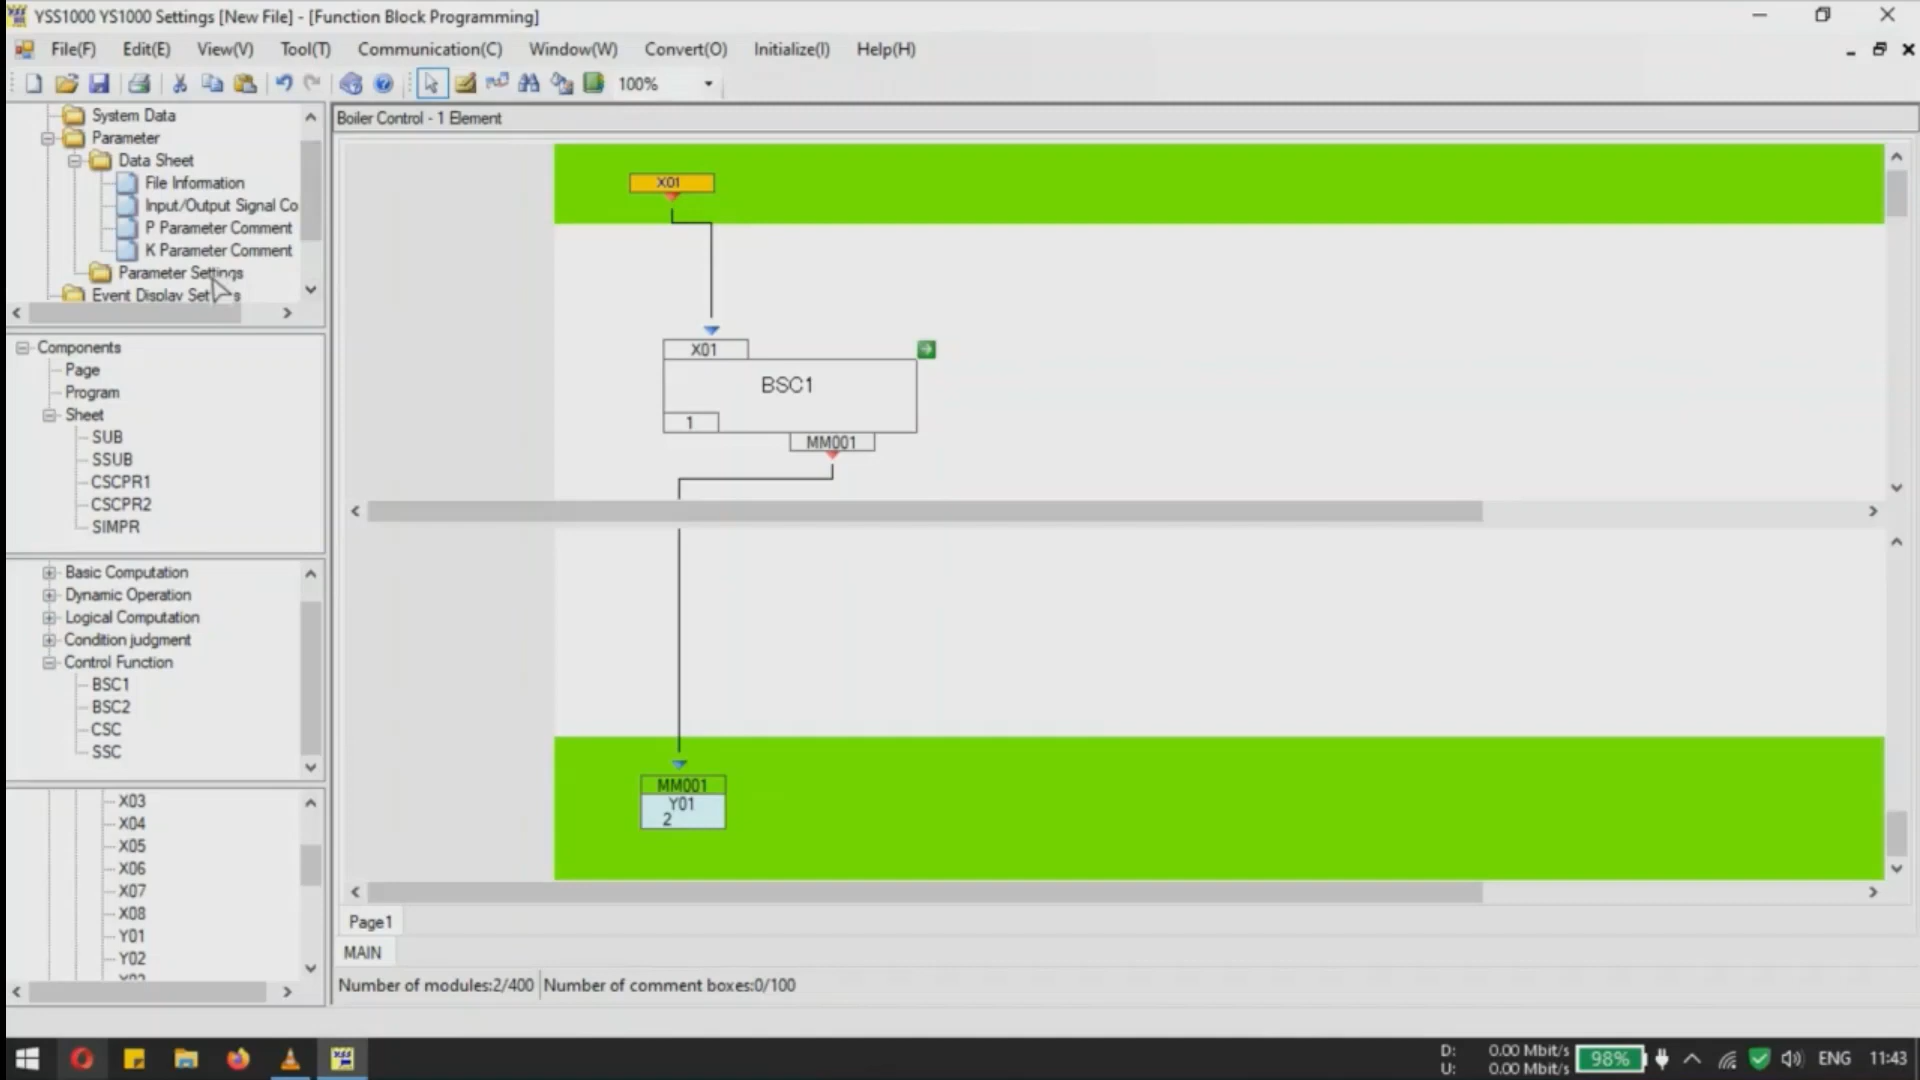 YSS1000 YS1000 Settings [New File] - [Function Block Programming]
File(F) Edit(E) View(V) Tool(T) Communication(C) Window(W) Convert(O) Initialize(I) Help(H)
100%
System Data
Parameter
Data Sheet
File Information
Input/Output Signal Co
P Parameter Comment
K Parameter Comment
Parameter Settings
Event Display Settings
Components
Page
Program
Sheet
SUB
SSUB
CSCPR1
CSCPR2
SIMPR
Basic Computation
Dynamic Operation
Logical Computation
Condition judgment
Control Function
BSC1
BSC2
CSC
SSC
X03
X04
X05
X06
X07
X08
Y01
Y02
Boiler Control - 1 Element
X01
X01
BSC1
1
MM001
MM001
Y01
2
Page1
MAIN
Number of modules:2/400 Number of comment boxes:0/100
YSS
D: 0.00 Mbit/s
U: 0.00 Mbit/s
98%
ENG 11:43